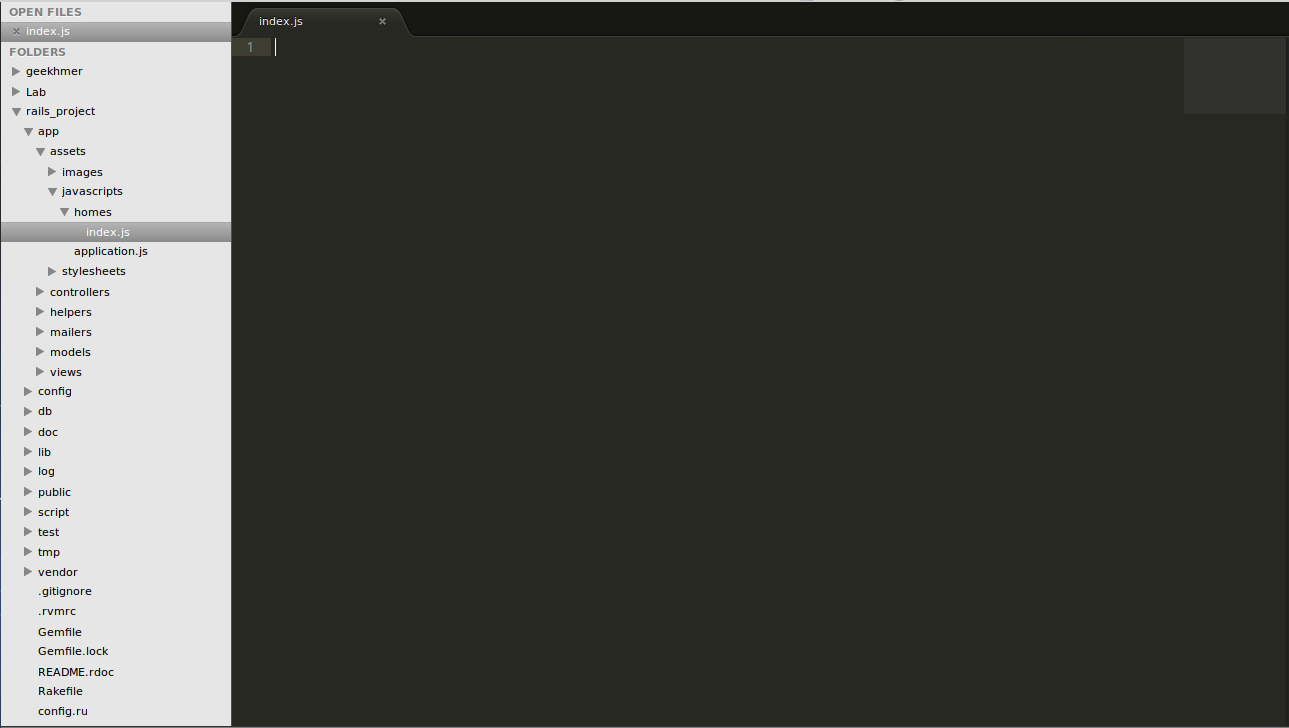 OPEN FILES
× index.js
FOLDERS
geekhmer
Lab
rails_project
app
assets
images
javascripts
homes
index.js
application.js
stylesheets
controllers
helpers
mailers
models
views
config
db
doc
lib
log
public
script
test
tmp
vendor
.gitignore
.rvmrc
Gemfile
Gemfile.lock
README.rdoc
Rakefile
config.ru
index.js ×
1